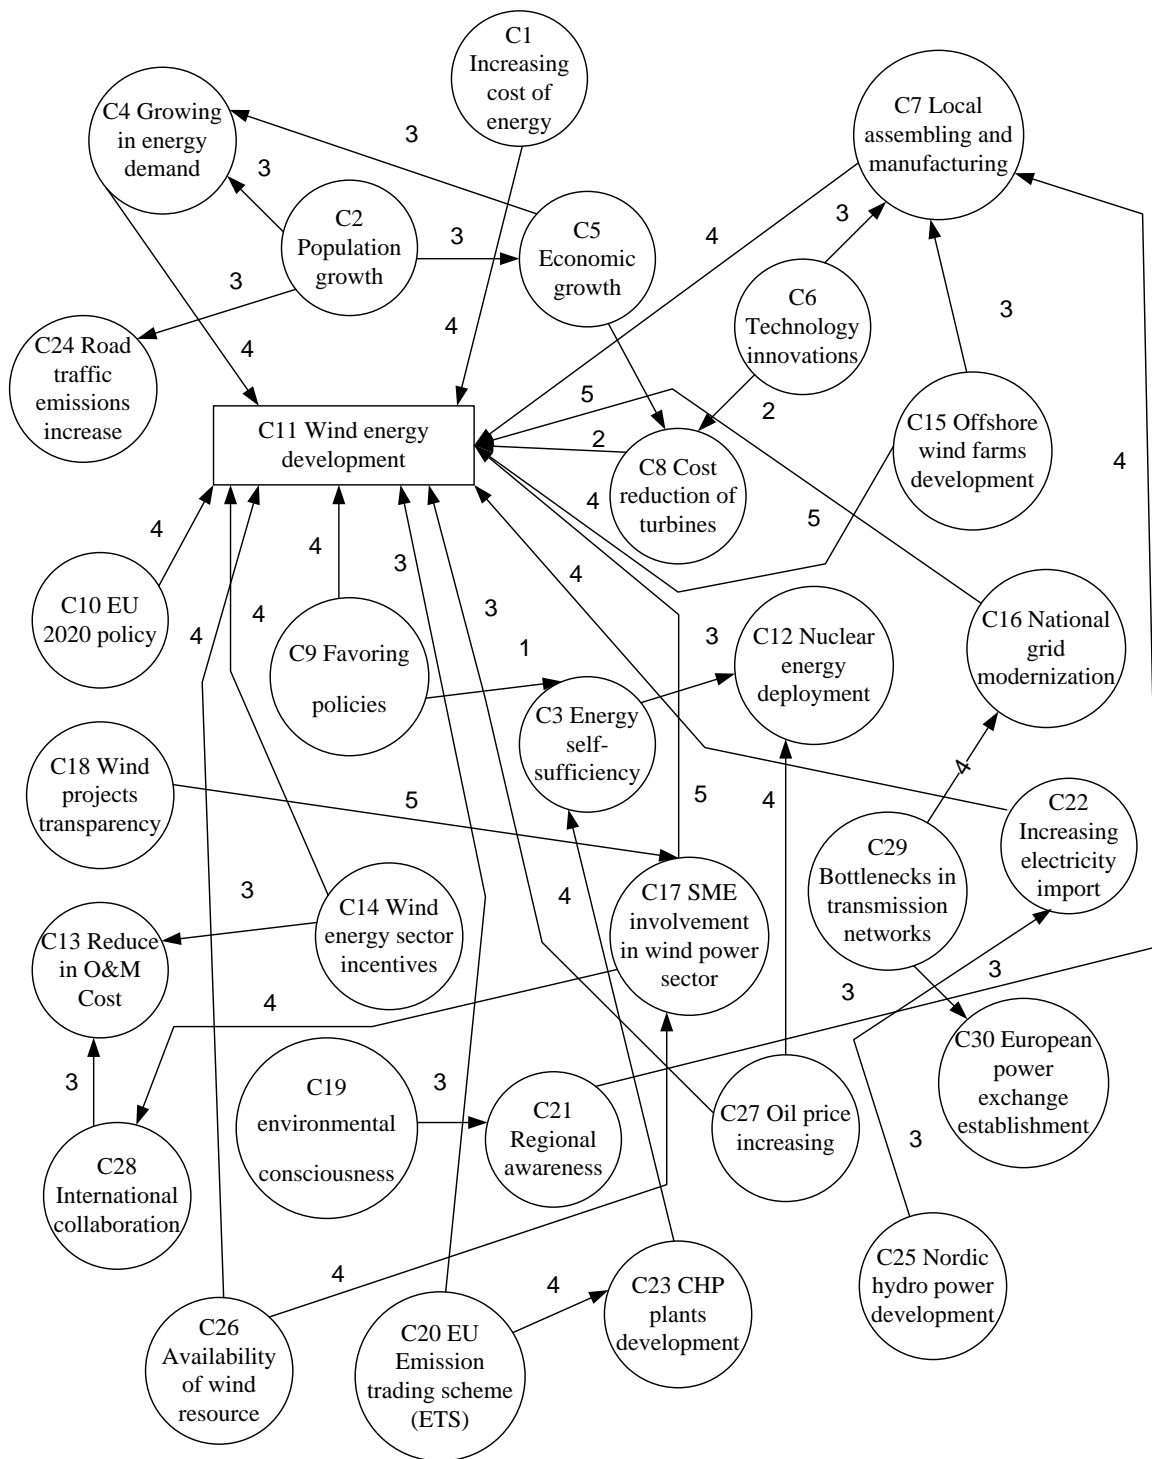 C1
Increasing
cost of
energy
C4 Growing
in energy
demand
C7 Local
assembling and
manufacturing
3
3
C2
Population
growth
3
C5
Economic
growth
3
4
C6
Technology
innovations
3
C24 Road
traffic
emissions
increase
4
4
3
C11 Wind energy
development
5
2
2
C15 Offshore
wind farms
development
4
C8 Cost
reduction of
turbines
4
5
4
4
3
4
3
4
C10 EU
2020 policy
4
C9 Favoring
policies
1
3
C12 Nuclear
energy
deployment
C16 National
grid
modernization
C3 Energy
self-
sufficiency
C18 Wind
projects
transparency
5
5
4
4
C22
Increasing
electricity
import
C29
Bottlenecks in
transmission
networks
3
4
C13 Reduce
in O&M
Cost
C14 Wind
energy sector
incentives
C17 SME
involvement
in wind power
sector
4
3
3
3
C19
environmental
consciousness
3
C21
Regional
awareness
C27 Oil price
increasing
C30 European
power
exchange
establishment
3
C28
International
collaboration
4
4
C23 CHP
plants
development
C25 Nordic
hydro power
development
C26
Availability
of wind
resource
C20 EU
Emission
trading scheme
(ETS)